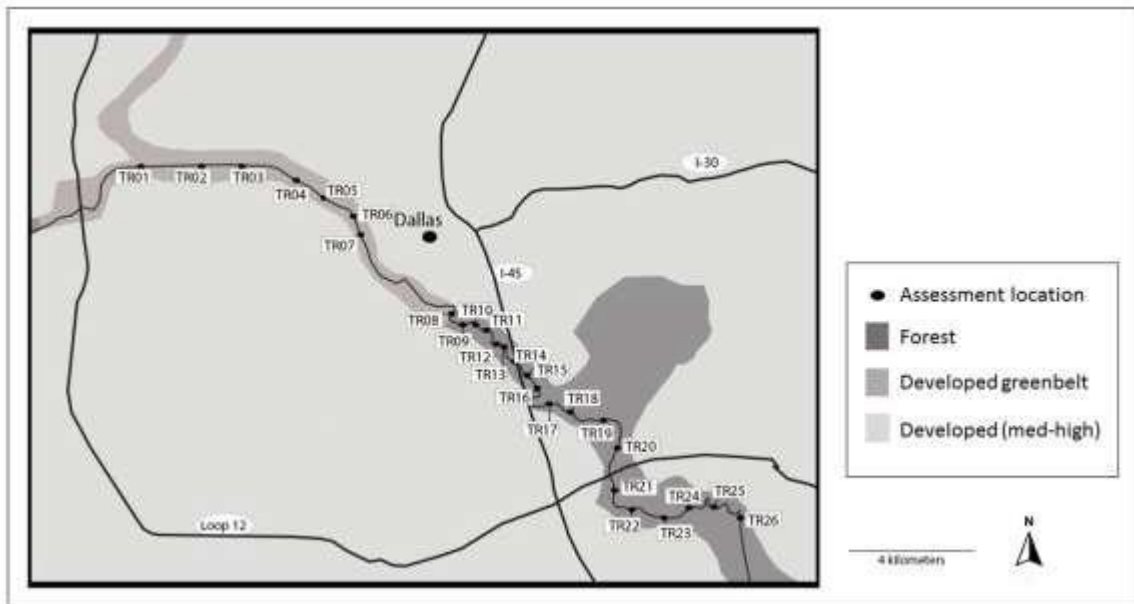 I-30
TR01
TR02
TR03
TR04
TR05
TR06
Dallas
TR07
I-45
TR10
TR08
TR11
TR09
TR12
TR14
TR13
TR15
TR16
TR18
TR17
TR19
TR20
TR21
TR24
TR25
TR22
TR23
TR26
Loop 12
Assessment location
Forest
Developed greenbelt
Developed (med-high)
N
4 kilometers